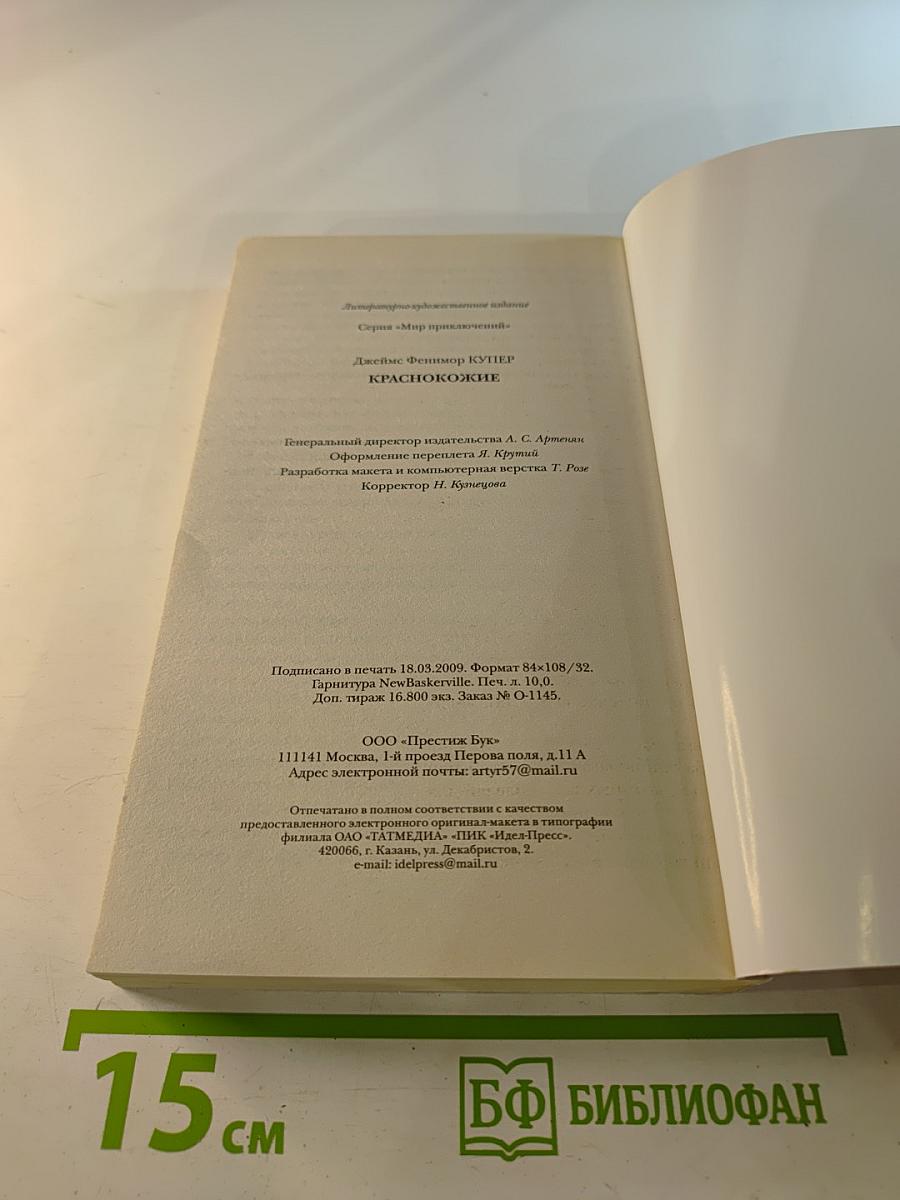 Литературно-художественное издание
Серия «Мир приключений»
Джеймс Фенимор КУПЕР
КРАСНОКОЖИЕ
Генеральный директор издательства А. С. Артенян
Оформление переплета Я. Крутий
Разработка макета и компьютерная верстка Т. Розе
Корректор Н. Кузнецова
Подписано в печать 18.03.2009. Формат 84×108/32.
Гарнитура NewBaskerville. Печ. л. 10,0.
Доп. тираж 16.800 экз. Заказ № О-1145.
ООО «Престиж Бук»
111141 Москва, 1-й проезд Перова поля, д.11 А
Адрес электронной почты: artyr57@mail.ru
Отпечатано в полном соответствии с качеством
предоставленного электронного оригинал-макета в типографии
филиала ОАО «ТАТМЕДИА» «ПИК «Идел-Пресс».
420066, г. Казань, ул. Декабристов, 2.
e-mail: idelpress@mail.ru
15 см
БФ БИБЛИОФАН